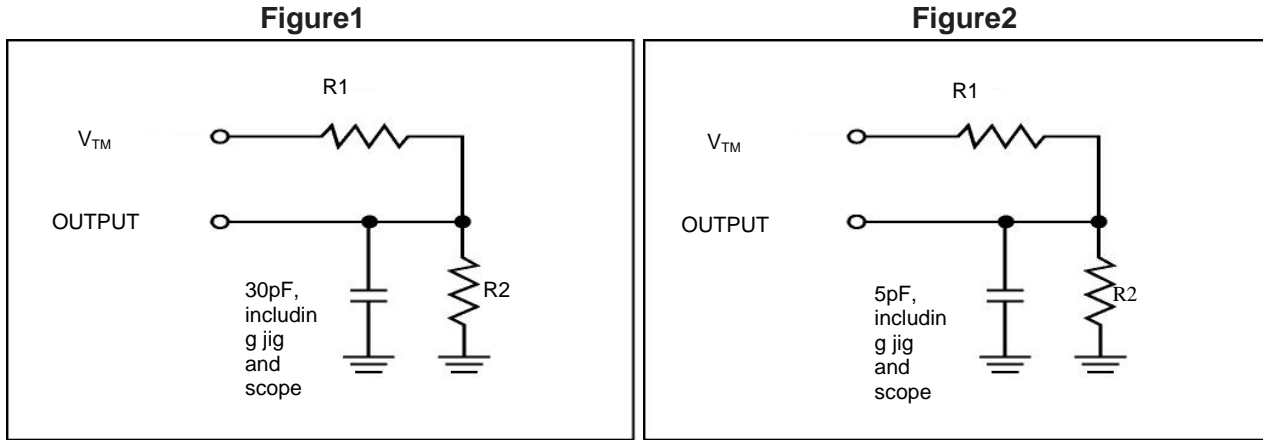 Figure1
R1
VTM
OUTPUT
30pF,
includin
g jig
and
scope
R2
Figure2
R1
VTM
OUTPUT
5pF,
includin
g jig
and
scope
R2